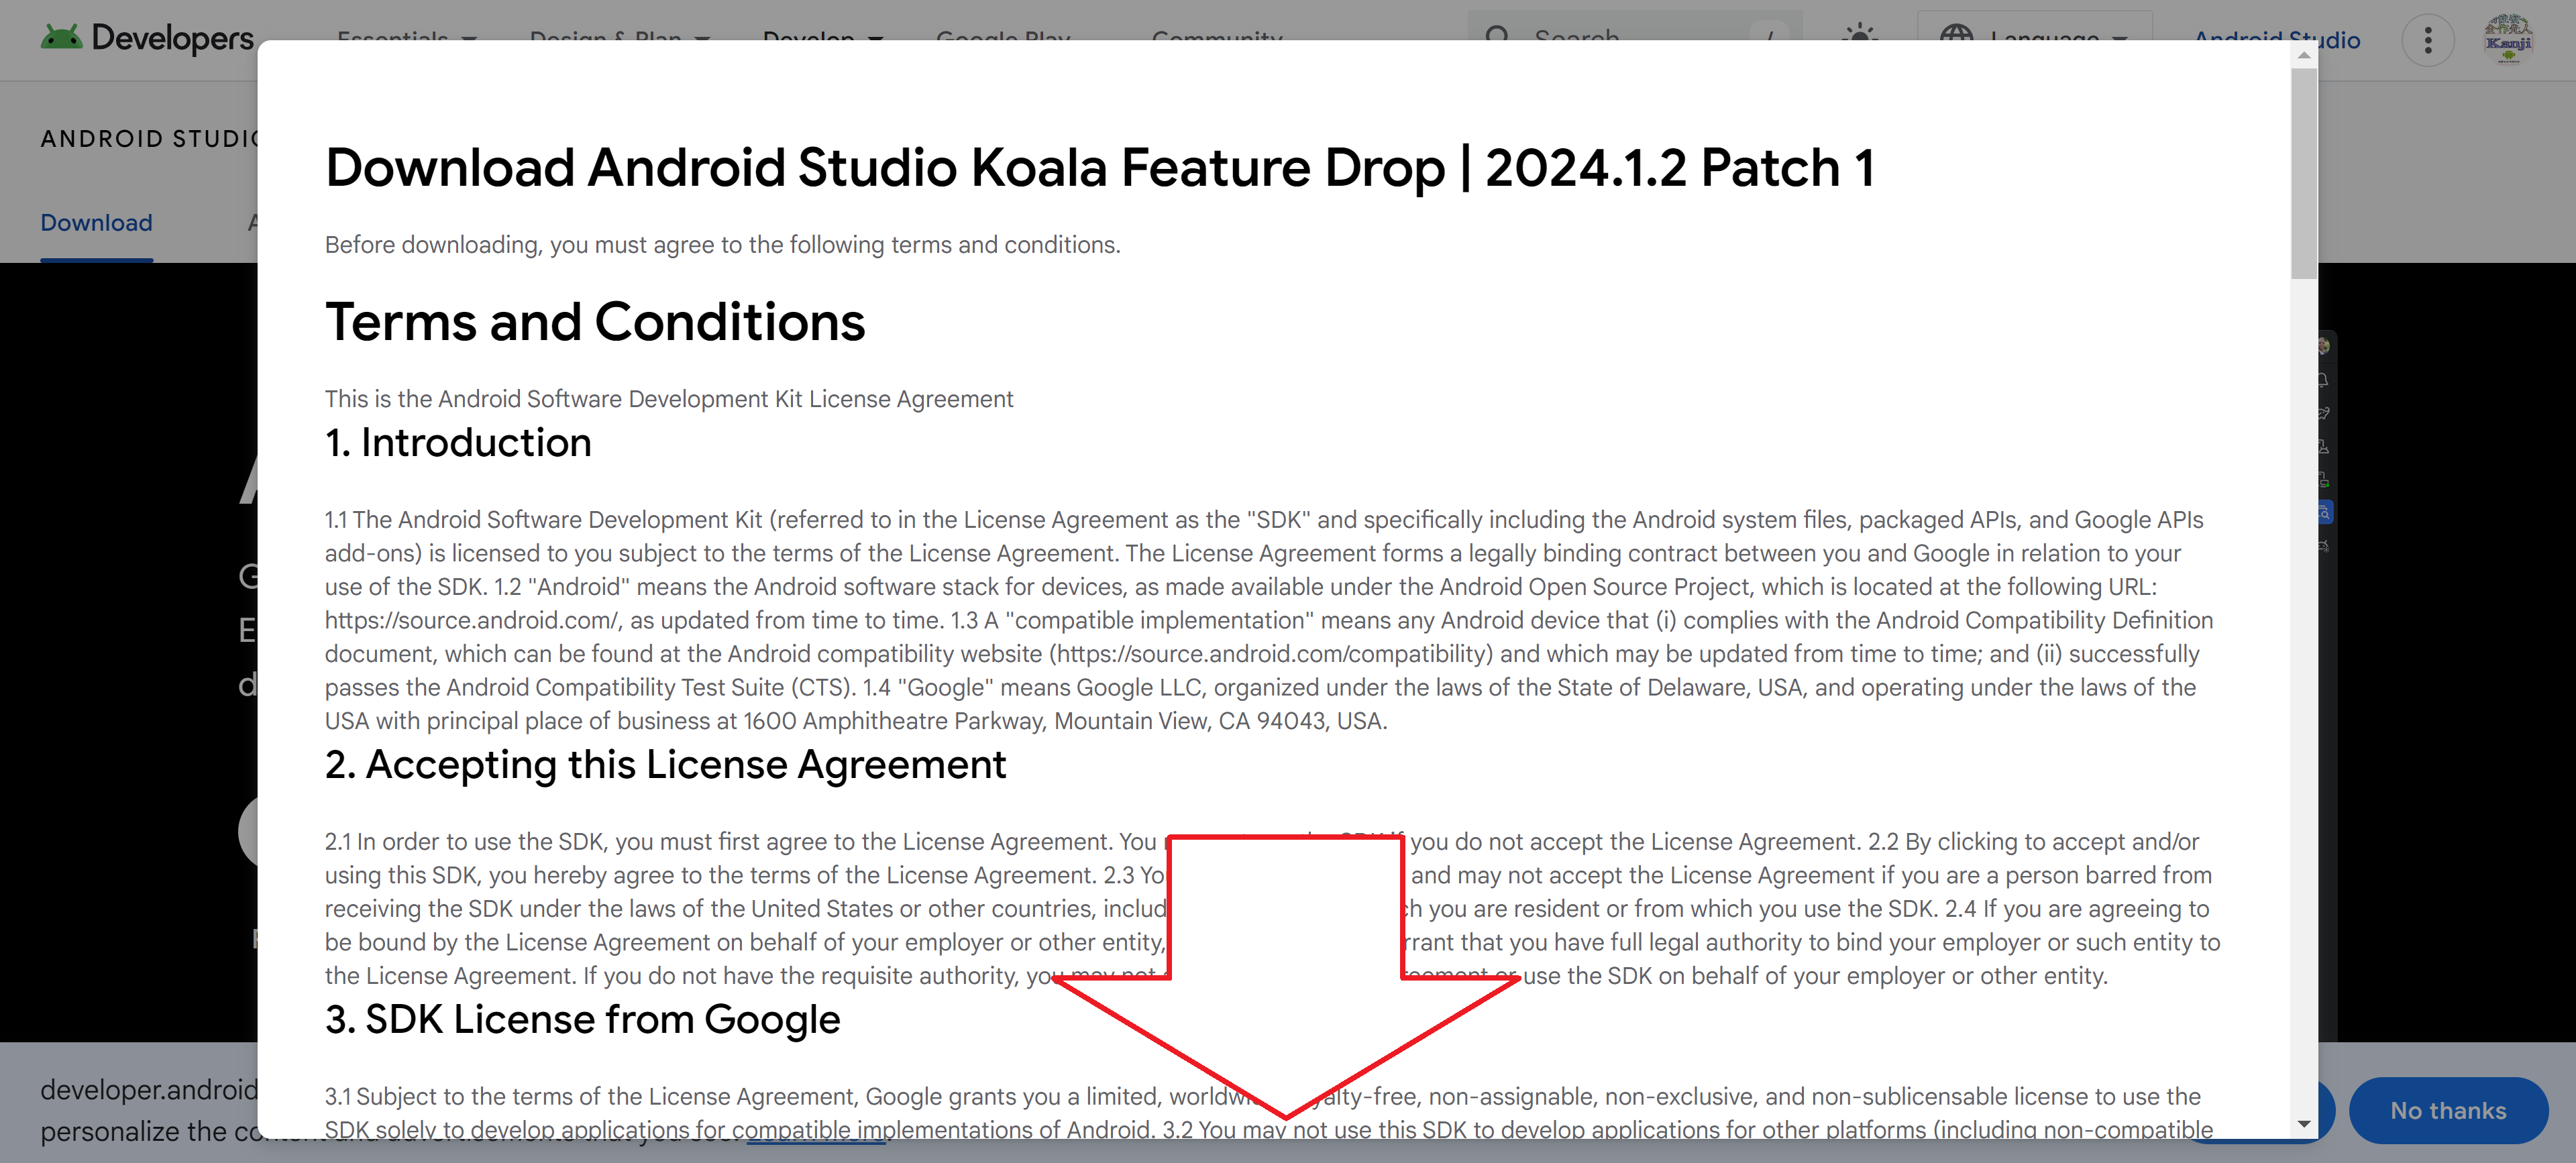 Developers
Essentials
Design & Plan
Develop
Google Play
Community
Search
/
Language
Android Studio
Kanji
ANDROID STUDIO
Download
Download Android Studio Koala Feature Drop | 2024.1.2 Patch 1
Before downloading, you must agree to the following terms and conditions.
Terms and Conditions
This is the Android Software Development Kit License Agreement
1. Introduction
1.1 The Android Software Development Kit (referred to in the License Agreement as the "SDK" and specifically including the Android system files, packaged APIs, and Google APIs
add-ons) is licensed to you subject to the terms of the License Agreement. The License Agreement forms a legally binding contract between you and Google in relation to your
use of the SDK. 1.2 "Android" means the Android software stack for devices, as made available under the Android Open Source Project, which is located at the following URL:
https://source.android.com/, as updated from time to time. 1.3 A "compatible implementation" means any Android device that (i) complies with the Android Compatibility Definition
document, which can be found at the Android compatibility website (https://source.android.com/compatibility) and which may be updated from time to time; and (ii) successfully
passes the Android Compatibility Test Suite (CTS). 1.4 "Google" means Google LLC, organized under the laws of the State of Delaware, USA, and operating under the laws of the
USA with principal place of business at 1600 Amphitheatre Parkway, Mountain View, CA 94043, USA.
2. Accepting this License Agreement
2.1 In order to use the SDK, you must first agree to the License Agreement. You if you do not accept the License Agreement. 2.2 By clicking to accept and/or
using this SDK, you hereby agree to the terms of the License Agreement. 2.3 Yo and may not accept the License Agreement if you are a person barred from
receiving the SDK under the laws of the United States or other countries, includ ch you are resident or from which you use the SDK. 2.4 If you are agreeing to
be bound by the License Agreement on behalf of your employer or other entity, rrant that you have full legal authority to bind your employer or such entity to
the License Agreement. If you do not have the requisite authority, you may not or use the SDK on behalf of your employer or other entity.
3. SDK License from Google
3.1 Subject to the terms of the License Agreement, Google grants you a limited, worldwi yalty-free, non-assignable, non-exclusive, and non-sublicensable license to use the
SDK solely to develop applications for compatible implementations of Android. 3.2 You may not use this SDK to develop applications for other platforms (including non-compatible
developer.android
personalize the co
No thanks